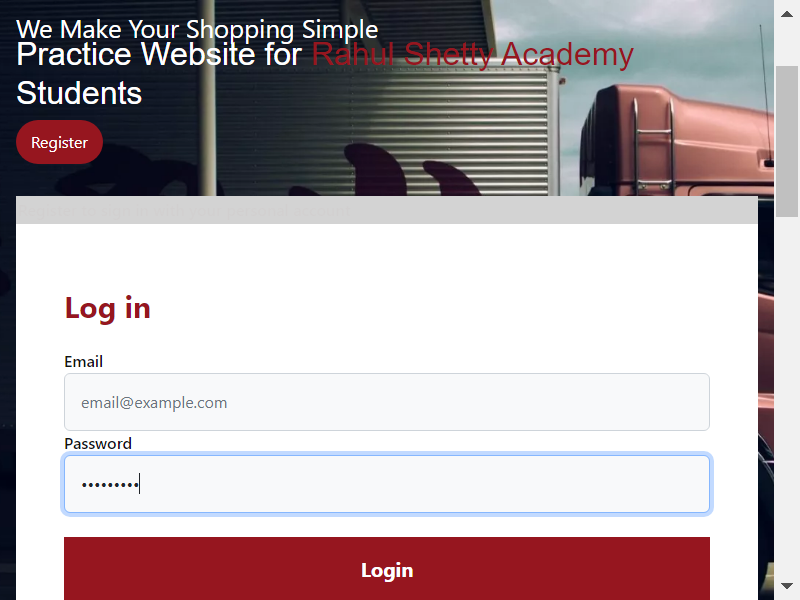 We Make Your Shopping Simple
Practice Website for Rahul Shetty Academy
Students
Register
Log in
Email
email@example.com
Password
•••••••••
Login